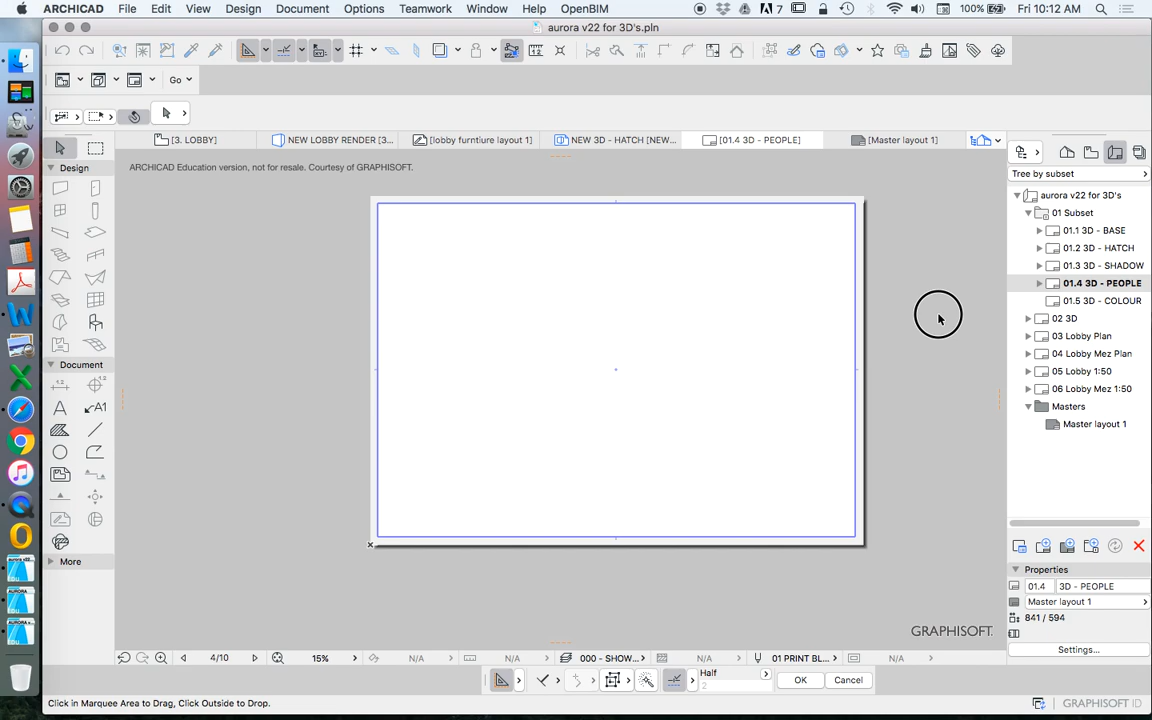 ARCHICAD File Edit View Design Document Options Teamwork Window Help OpenBIM 7 100% Fri 10:12 AM
aurora v22 for 3D's.pln
Go
[3. LOBBY] NEW LOBBY RENDER [3... [lobby furntiure layout 1] NEW 3D - HATCH [NEW... [01.4 3D - PEOPLE] [Master layout 1]
Design
ARCHICAD Education version, not for resale. Courtesy of GRAPHISOFT.
Tree by subset
aurora v22 for 3D's
01 Subset
01.1 3D - BASE
01.2 3D - HATCH
01.3 3D - SHADOW
01.4 3D - PEOPLE
01.5 3D - COLOUR
02 3D
03 Lobby Plan
04 Lobby Mez Plan
05 Lobby 1:50
06 Lobby Mez 1:50
Masters
Master layout 1
Document
A1
More
Properties
01.4 3D - PEOPLE
Master layout 1
841 / 594
Settings...
GRAPHISOFT.
4/10 15% N/A N/A 000 - SHOW... N/A 01 PRINT BL... N/A
Half
2
OK Cancel
Click in Marquee Area to Drag, Click Outside to Drop.
GRAPHISOFT ID